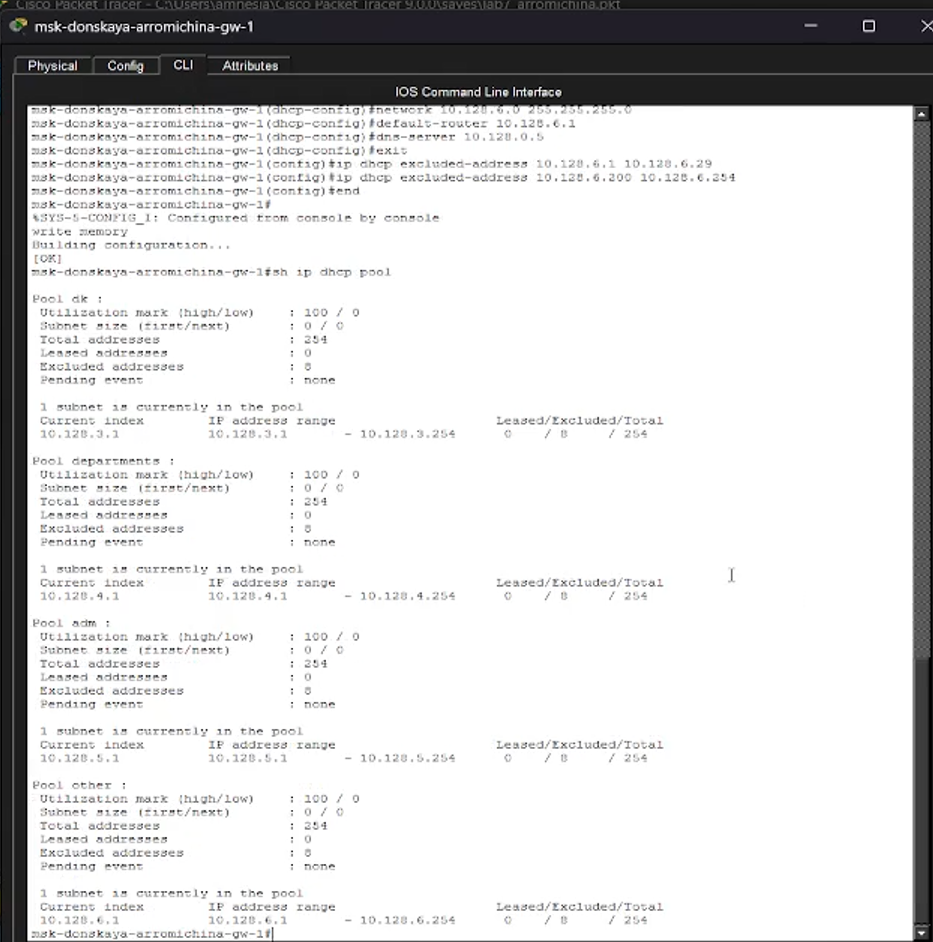 Cisco Packet Tracer - C:\Users\amnesia\Cisco Packet Tracer 9.0.0\saves\lab7_arromichina.pkt
msk-donskaya-arromichina-gw-1
Physical Config CLI Attributes
IOS Command Line Interface
msk-donskaya-arromichina-gw-1(dhcp-config)#network 10.128.6.0 255.255.255.0
msk-donskaya-arromichina-gw-1(dhcp-config)#default-router 10.128.6.1
msk-donskaya-arromichina-gw-1(dhcp-config)#dns-server 10.128.0.5
msk-donskaya-arromichina-gw-1(dhcp-config)#exit
msk-donskaya-arromichina-gw-1(config)#ip dhcp excluded-address 10.128.6.1 10.128.6.29
msk-donskaya-arromichina-gw-1(config)#ip dhcp excluded-address 10.128.6.200 10.128.6.254
msk-donskaya-arromichina-gw-1(config)#end
msk-donskaya-arromichina-gw-1#
%SYS-5-CONFIG_I: Configured from console by console
write memory
Building configuration...
[OK]
msk-donskaya-arromichina-gw-1#sh ip dhcp pool
Pool dk :
Utilization mark (high/low) : 100 / 0
Subnet size (first/next) : 0 / 0
Total addresses : 254
Leased addresses : 0
Excluded addresses : 8
Pending event : none
1 subnet is currently in the pool
Current index IP address range Leased/Excluded/Total
10.128.3.1 10.128.3.1 - 10.128.3.254 0 / 8 / 254
Pool departments :
Utilization mark (high/low) : 100 / 0
Subnet size (first/next) : 0 / 0
Total addresses : 254
Leased addresses : 0
Excluded addresses : 8
Pending event : none
1 subnet is currently in the pool
Current index IP address range Leased/Excluded/Total
10.128.4.1 10.128.4.1 - 10.128.4.254 0 / 8 / 254
Pool adm :
Utilization mark (high/low) : 100 / 0
Subnet size (first/next) : 0 / 0
Total addresses : 254
Leased addresses : 0
Excluded addresses : 8
Pending event : none
1 subnet is currently in the pool
Current index IP address range Leased/Excluded/Total
10.128.5.1 10.128.5.1 - 10.128.5.254 0 / 8 / 254
Pool other :
Utilization mark (high/low) : 100 / 0
Subnet size (first/next) : 0 / 0
Total addresses : 254
Leased addresses : 0
Excluded addresses : 8
Pending event : none
1 subnet is currently in the pool
Current index IP address range Leased/Excluded/Total
10.128.6.1 10.128.6.1 - 10.128.6.254 0 / 8 / 254
msk-donskaya-arromichina-gw-1#